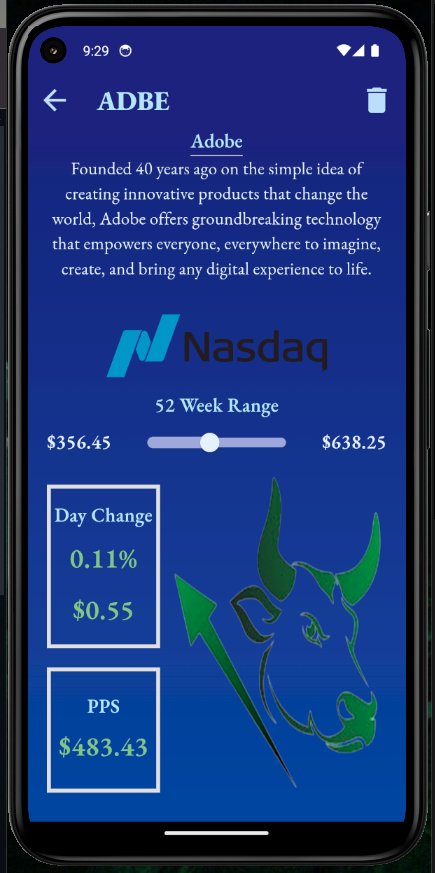 9:29
ADBE
Adobe
Founded 40 years ago on the simple idea of
creating innovative products that change the
world, Adobe offers groundbreaking technology
that empowers everyone, everywhere to imagine,
create, and bring any digital experience to life.
Nasdaq
52 Week Range
$356.45 $638.25
Day Change
0.11%
$0.55
PPS
$483.43